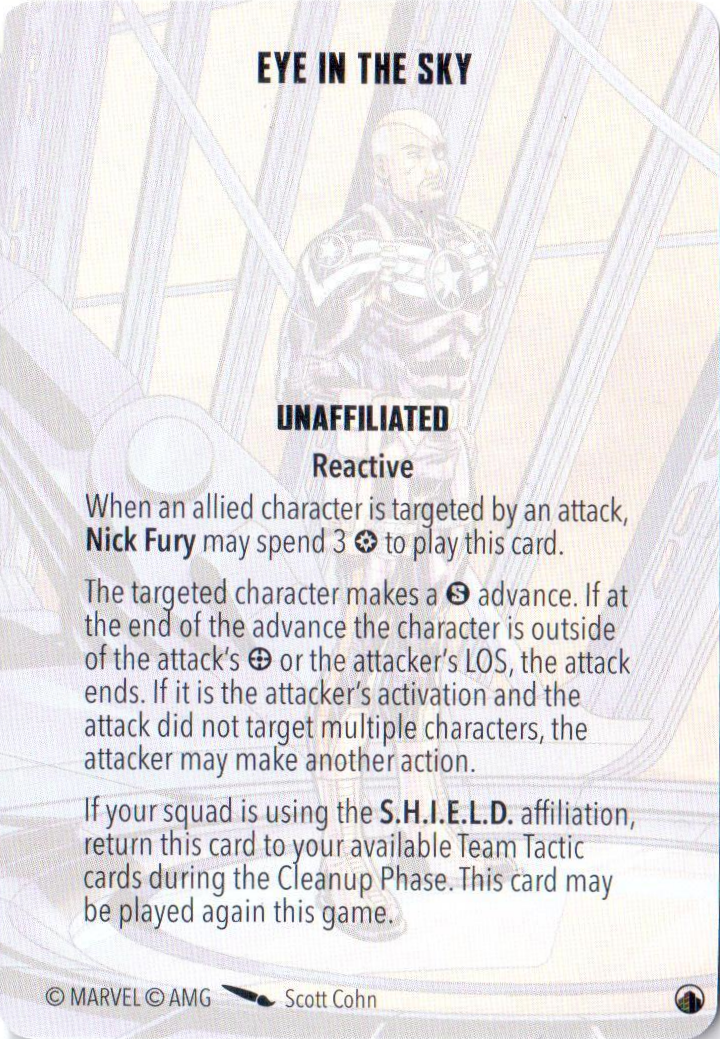 EYE IN THE SKY
UNAFFILIATED
Reactive
When an allied character is targeted by an attack,
Nick Fury may spend 3 to play this card.
The targeted character makes a S advance. If at
the end of the advance the character is outside
of the attack's or the attacker's LOS, the attack
ends. If it is the attacker's activation and the
attack did not target multiple characters, the
attacker may make another action.
If your squad is using the S.H.I.E.L.D. affiliation,
return this card to your available Team Tactic
cards during the Cleanup Phase. This card may
be played again this game.
© MARVEL © AMG Scott Cohn